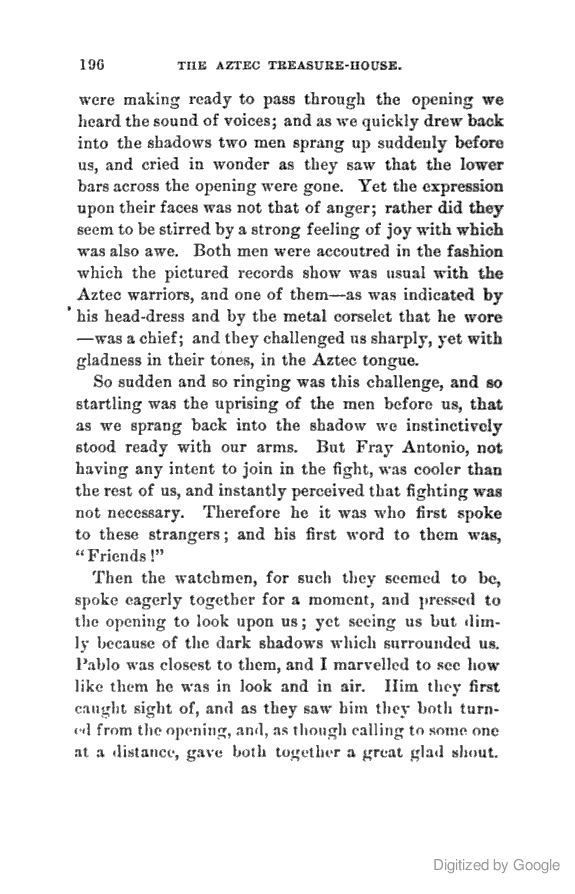 196 THE AZTEC TREASURE-HOUSE.
were making ready to pass through the opening we
heard the sound of voices; and as we quickly drew back
into the shadows two men sprang up suddenly before
us, and cried in wonder as they saw that the lower
bars across the opening were gone. Yet the expression
upon their faces was not that of anger; rather did they
seem to be stirred by a strong feeling of joy with which
was also awe. Both men were accoutred in the fashion
which the pictured records show was usual with the
Aztec warriors, and one of them—as was indicated by
his head-dress and by the metal corselet that he wore
—was a chief; and they challenged us sharply, yet with
gladness in their tones, in the Aztec tongue.
So sudden and so ringing was this challenge, and so
startling was the uprising of the men before us, that
as we sprang back into the shadow we instinctively
stood ready with our arms. But Fray Antonio, not
having any intent to join in the fight, was cooler than
the rest of us, and instantly perceived that fighting was
not necessary. Therefore he it was who first spoke
to these strangers; and his first word to them was,
"Friends!"
Then the watchmen, for such they seemed to be,
spoke eagerly together for a moment, and pressed to
the opening to look upon us; yet seeing us but dim-
ly because of the dark shadows which surrounded us.
Pablo was closest to them, and I marvelled to see how
like them he was in look and in air. Him they first
caught sight of, and as they saw him they both turn-
ed from the opening, and, as though calling to some one
at a distance, gave both together a great glad shout.
Digitized by Google